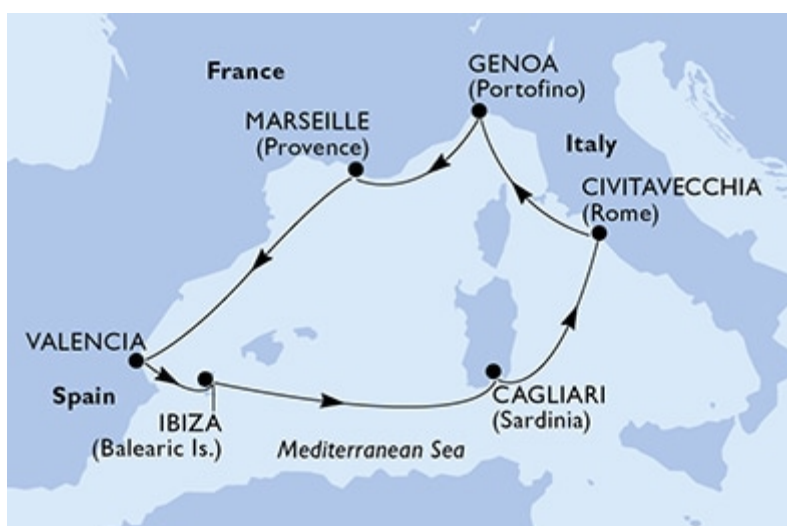 France
GENOA
(Portofino)
MARSEILLE
(Provence)
Italy
CIVITAVECCHIA
(Rome)
VALENCIA
Spain
IBIZA
(Balearic Is.)
CAGLIARI
(Sardinia)
Mediterranean Sea